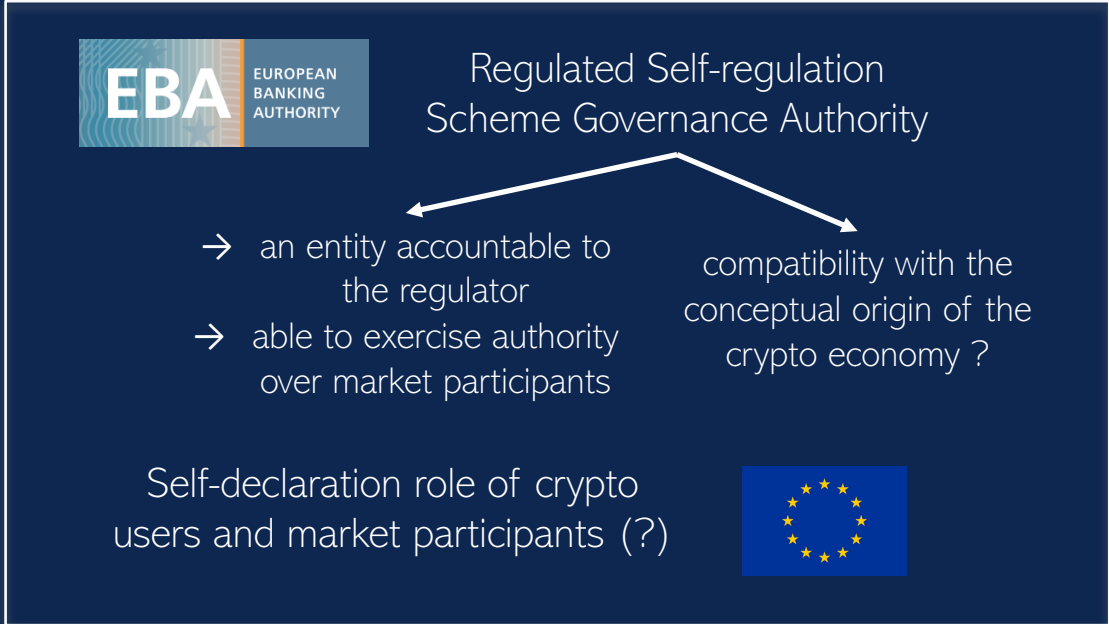 EBA
EUROPEAN
BANKING
AUTHORITY
Regulated Self-regulation
Scheme Governance Authority
→ an entity accountable to
the regulator
→ able to exercise authority
over market participants
compatibility with the
conceptual origin of the
crypto economy ?
Self-declaration role of crypto
users and market participants (?)